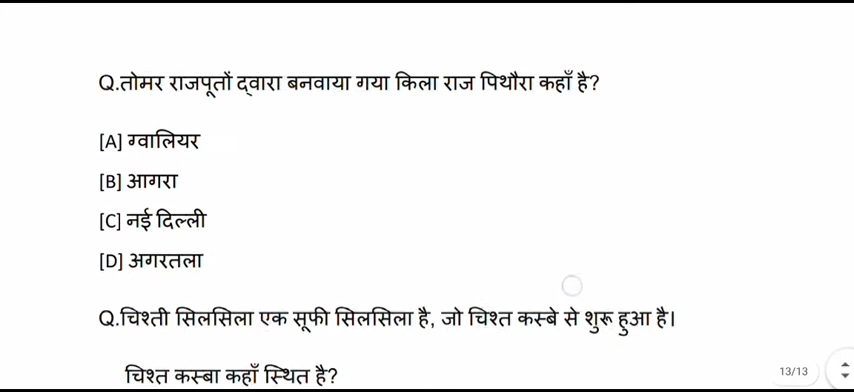 Q.तोमर राजपूतों द्वारा बनवाया गया किला राज पिथौरा कहाँ है?
[A] ग्वालियर
[B] आगरा
[C] नई दिल्ली
[D] अगरतला
Q.चिश्ती सिलसिला एक सूफी सिलसिला है, जो चिश्त कस्बे से शुरू हुआ है।
चिश्त कस्बा कहाँ स्थित है?
13/13